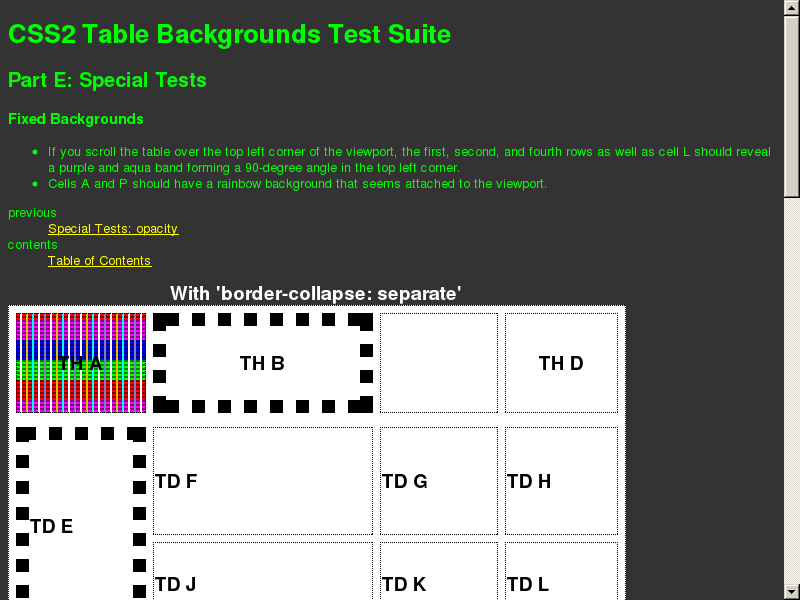 CSS2 Table Backgrounds Test Suite
Part E: Special Tests
Fixed Backgrounds
If you scroll the table over the top left corner of the viewport, the first, second, and fourth rows as well as cell L should reveal
a purple and aqua band forming a 90-degree angle in the top left corner.
Cells A and P should have a rainbow background that seems attached to the viewport.
previous
Special Tests: opacity
contents
Table of Contents
With 'border-collapse: separate'
TH A
TH B
TH D
TD F
TD G
TD H
TD E
TD J
TD K
TD L